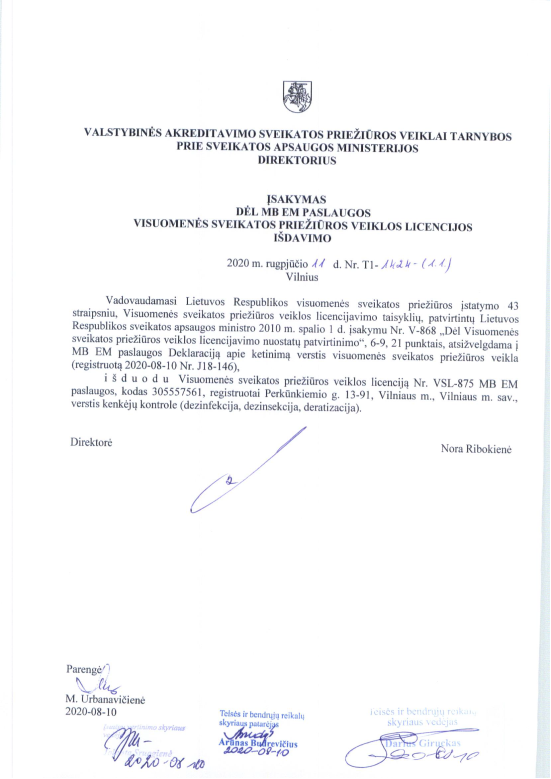 VALSTYBINĖS AKREDITAVIMO SVEIKATOS PRIEŽIŪROS VEIKLAI TARNYBOS
PRIE SVEIKATOS APSAUGOS MINISTERIJOS
DIREKTORIUS
ĮSAKYMAS
DĖL MB EM PASLAUGOS
VISUOMENĖS SVEIKATOS PRIEŽIŪROS VEIKLOS LICENCIJOS
IŠDAVIMO
2020 m. rugpjūčio 11 d. Nr. T1-1424-(1.1)
Vilnius
Vadovaudamasi Lietuvos Respublikos visuomenės sveikatos priežiūros įstatymo 43
straipsniu, Visuomenės sveikatos priežiūros veiklos licencijavimo taisyklių, patvirtintų Lietuvos
Respublikos sveikatos apsaugos ministro 2010 m. spalio 1 d. įsakymu Nr. V-868 „Dėl Visuomenės
sveikatos priežiūros veiklos licencijavimo nuostatų patvirtinimo“, 6-9, 21 punktais, atsižvelgdama į
MB EM paslaugos Deklaraciją apie ketinimą verstis visuomenės sveikatos priežiūros veikla
(registruotą 2020-08-10 Nr. J18-146),
i š d u o d u Visuomenės sveikatos priežiūros veiklos licenciją Nr. VSL-875 MB EM
paslaugos, kodas 305557561, registruotai Perkūnkiemio g. 13-91, Vilniaus m., Vilniaus m. sav.,
verstis kenkėjų kontrole (dezinfekcija, dezinsekcija, deratizacija).
Direktorė
Nora Ribokienė
2
Parengė
M. Urbanavičienė
2020-08-10
skyriaus
2020-08-10
Teisės ir bendrųjų reikalų
skyriaus patarėjas
Arūnas Budrevičius
2020-08-10
Teisės ir bendrųjų reikalų
skyriaus vedėjas
Darius Giruckas
2020-08-10